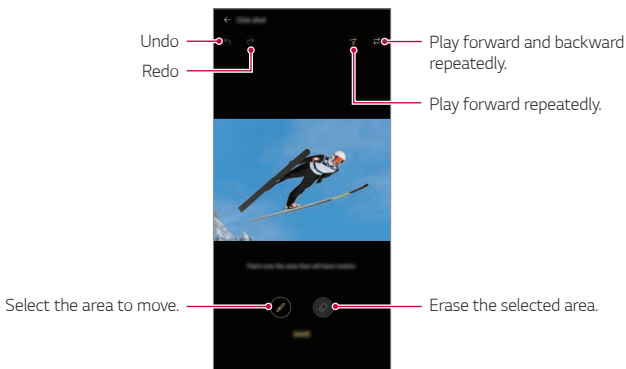 Undo
Redo
Play forward and backward
repeatedly.
Play forward repeatedly.
Select the area to move.
Erase the selected area.